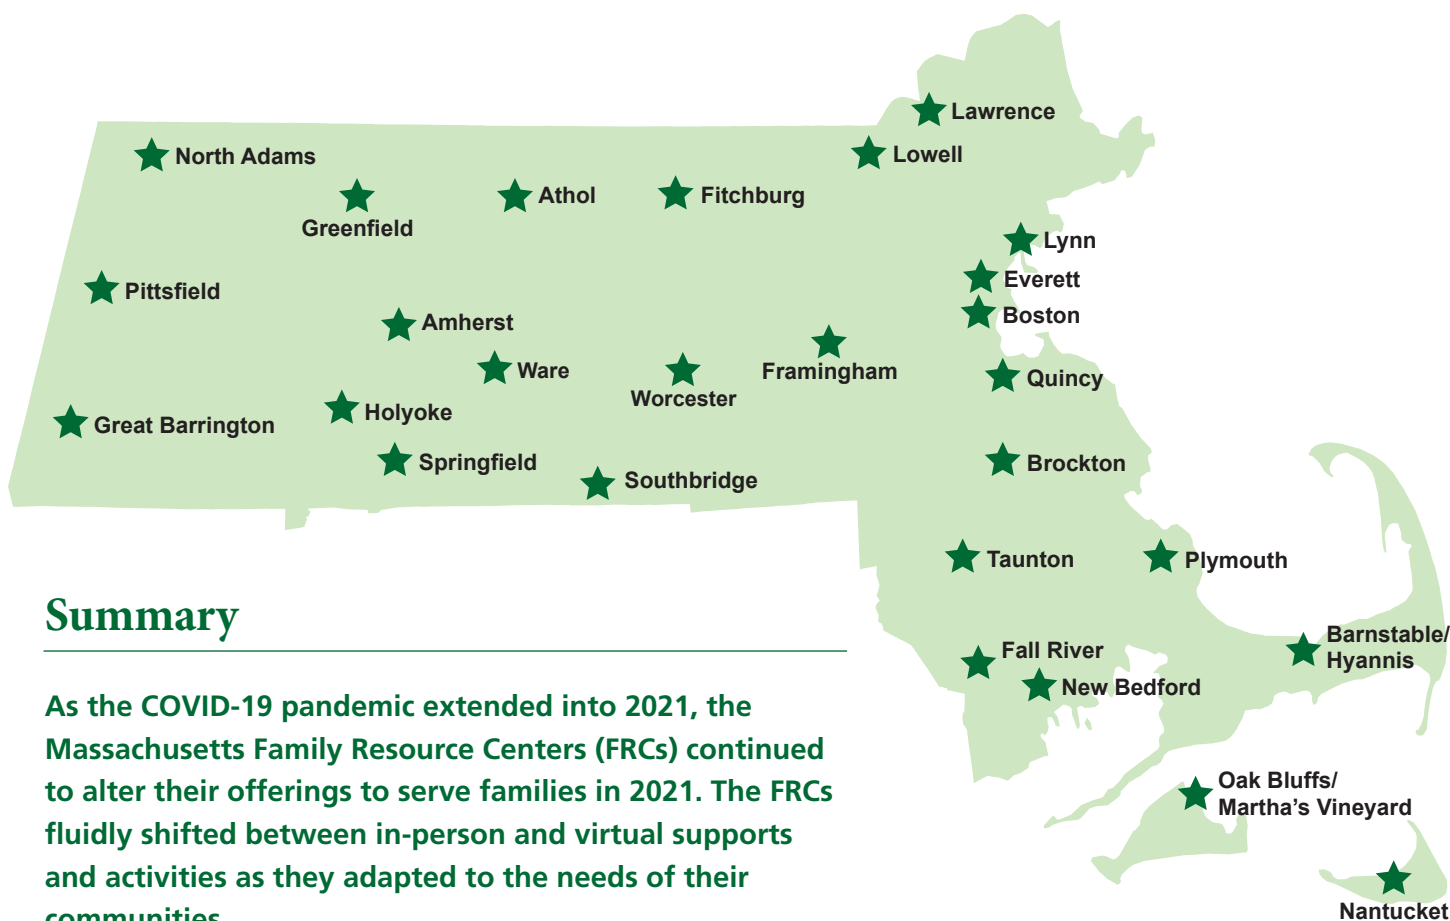 Lawrence
Lowell
North Adams
Greenfield
Athol
Fitchburg
Lynn
Everett
Boston
Pittsfield
Amherst
Ware
Worcester
Framingham
Quincy
Great Barrington
Holyoke
Springfield
Southbridge
Brockton
Taunton
Plymouth
Barnstable/
Hyannis
Fall River
New Bedford
Oak Bluffs/
Martha's Vineyard
Nantucket
Summary
As the COVID-19 pandemic extended into 2021, the
Massachusetts Family Resource Centers (FRCs) continued
to alter their offerings to serve families in 2021. The FRCs
fluidly shifted between in-person and virtual supports
and activities as they adapted to the needs of their
communities